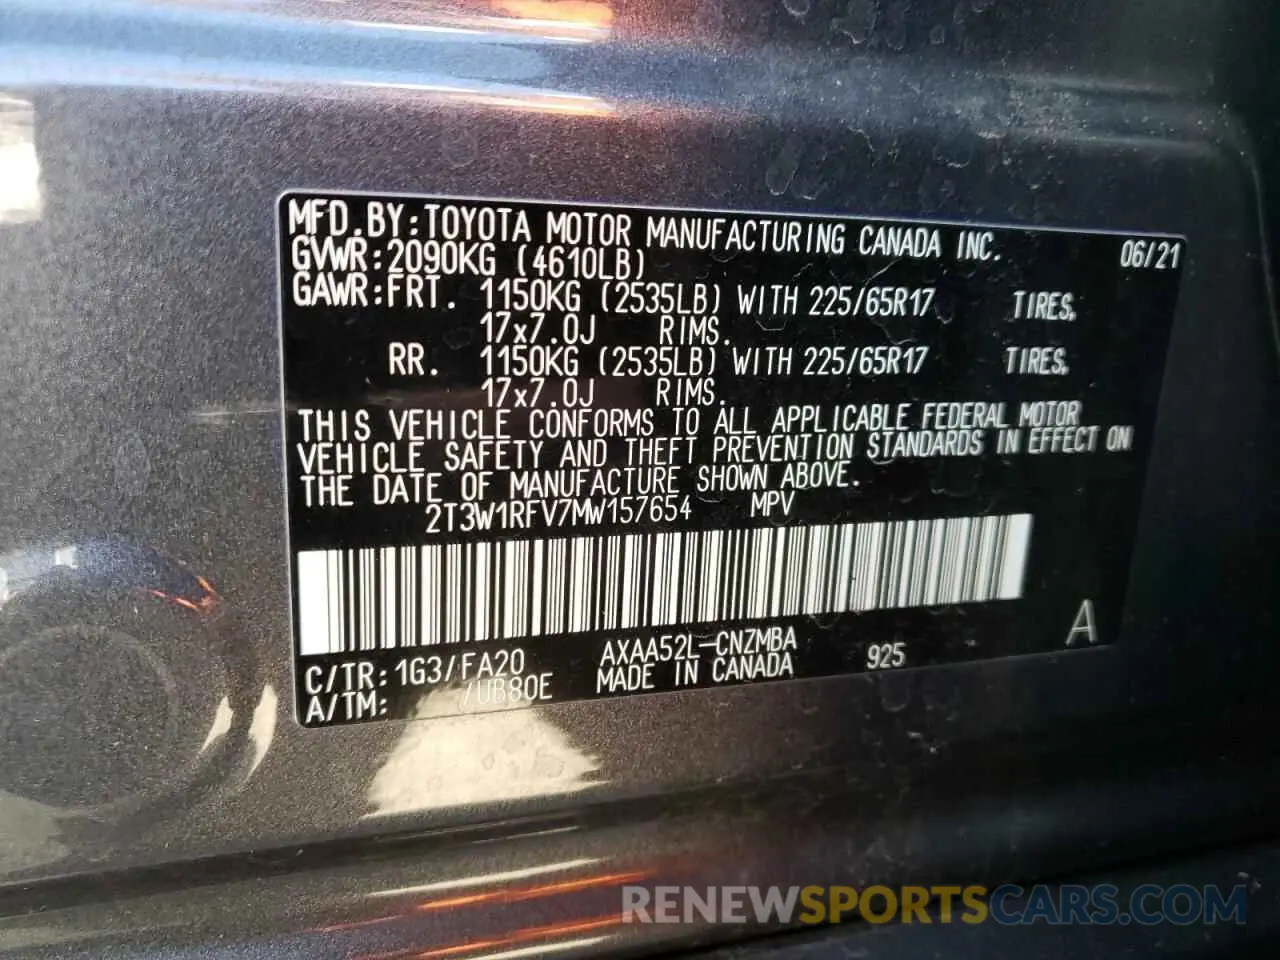 MFD.BY:TOYOTA MOTOR MANUFACTURING CANADA INC. 06/21
GVWR:2090KG (4610LB)
GAWR:FRT. 1150KG (2535LB) WITH 225/65R17 TIRES,
17x7.0J RIMS.
RR. 1150KG (2535LB) WITH 225/65R17 TIRES,
17x7.0J RIMS.
THIS VEHICLE CONFORMS TO ALL APPLICABLE FEDERAL MOTOR
VEHICLE SAFETY AND THEFT PREVENTION STANDARDS IN EFFECT ON
THE DATE OF MANUFACTURE SHOWN ABOVE.
2T3W1RFV7MW157654 MPV
C/TR:1G3/FA20 AXAA52L-CNZMBA 925 A
A/TM: /UB80E MADE IN CANADA
RENEWSPORTSCARS.COM